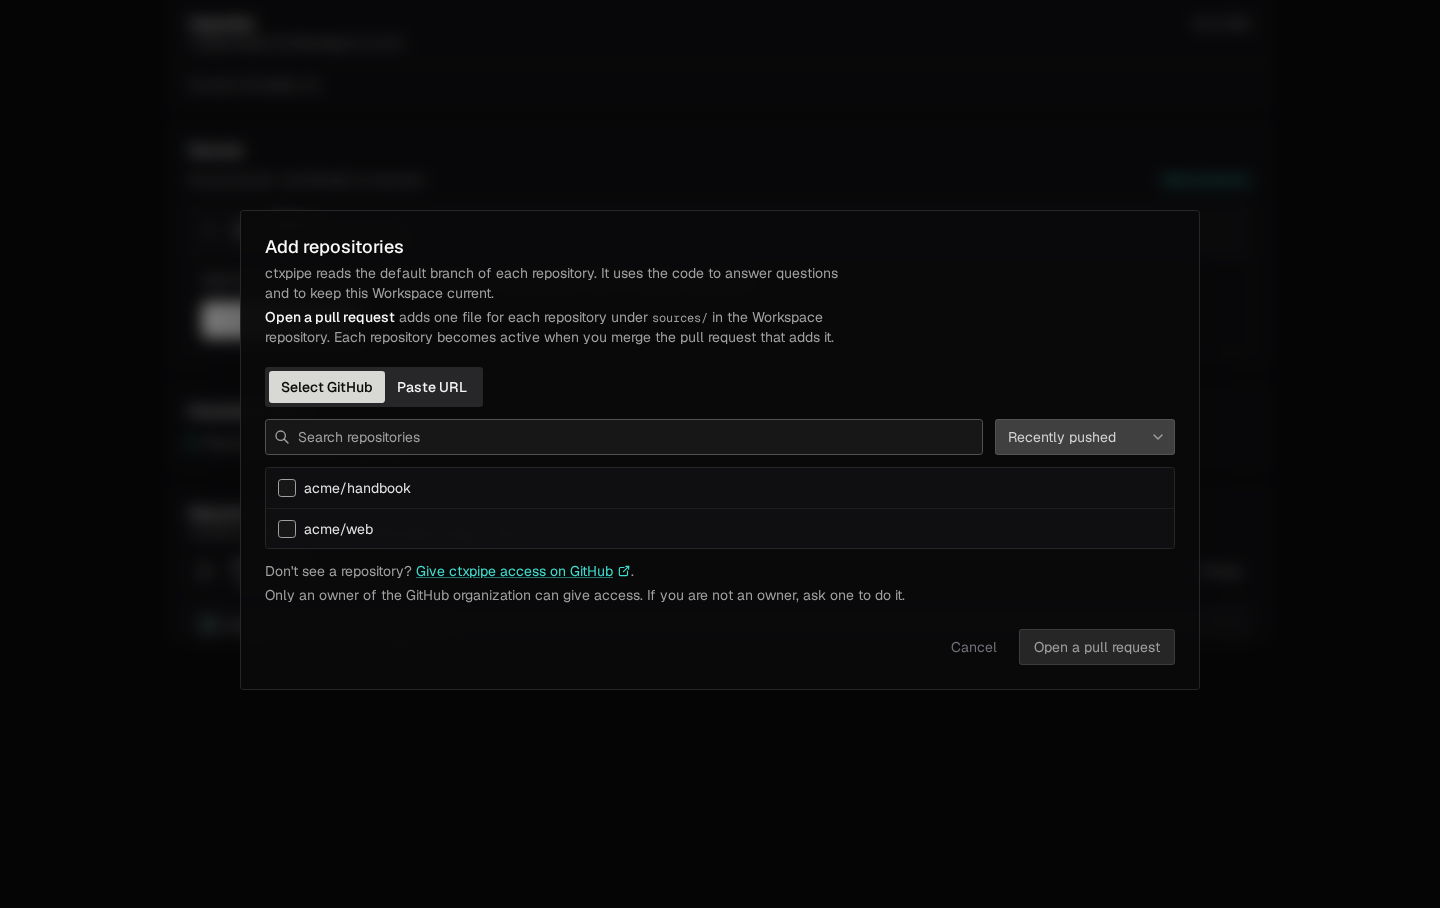 Add repositories
ctxpipe reads the default branch of each repository. It uses the code to answer questions
and to keep this Workspace current.
Open a pull request adds one file for each repository under sources/ in the Workspace
repository. Each repository becomes active when you merge the pull request that adds it.
Select GitHub Paste URL
Search repositories Recently pushed
acme/handbook
acme/web
Don't see a repository? Give ctxpipe access on GitHub.
Only an owner of the GitHub organization can give access. If you are not an owner, ask one to do it.
Cancel Open a pull request